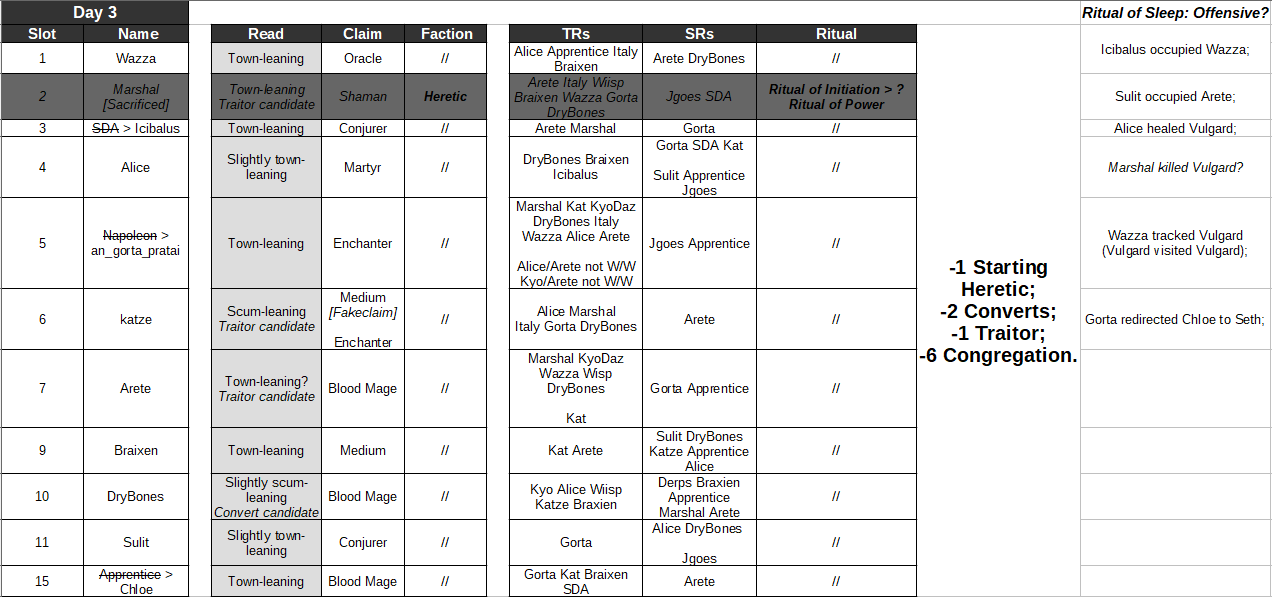 Day 3
Ritual of Sleep: Offensive?
Slot Name Read Claim Faction TRs SRs Ritual
1 Wazza Town-leaning Oracle // Alice Apprentice Italy
Braixen Arete DryBones //
Icibalus occupied Wazza;
2 Marshal
[Sacrificed] Town-leaning
Traitor candidate Shaman Heretic Arete Italy Wiisp
Braixen Wazza Gorta
DryBones Jgoes SDA Ritual of Initiation > ?
Ritual of Power
Sulit occupied Arete;
3 SDA > Icibalus Town-leaning Conjurer // Arete Marshal Gorta //
Alice healed Vulgard;
4 Alice Slightly town-
leaning Martyr // DryBones Braixen
Icibalus Gorta SDA Kat
Sulit Apprentice
Jgoes //
Marshal killed Vulgard?
5 Napoleon >
an_gorta_pratai Town-leaning Enchanter // Marshal Kat KyoDaz
DryBones Italy
Wazza Alice Arete
Alice/Arete not W/W
Kyo/Arete not W/W Jgoes Apprentice //
Wazza tracked Vulgard
(Vulgard visited Vulgard);
6 katze Scum-leaning
Traitor candidate Medium
[Fakeclaim]
Enchanter // Alice Marshal
Italy Gorta DryBones Arete //
Gorta redirected Chloe to Seth;
7 Arete Town-leaning?
Traitor candidate Blood Mage // Marshal KyoDaz
Wazza Wisp
DryBones
Kat Gorta Apprentice //
9 Braixen Town-leaning Medium // Kat Arete Sulit DryBones
Katze Apprentice
Alice //
10 DryBones Slightly scum-
leaning
Convert candidate Blood Mage // Kyo Alice Wiisp
Katze Braxien Derps Braxien
Apprentice
Marshal Arete //
11 Sulit Slightly town-
leaning Conjurer // Gorta Alice DryBones
Jgoes //
15 Apprentice >
Chloe Town-leaning Blood Mage // Gorta Kat Braixen
SDA Arete //
-1 Starting
Heretic;
-2 Converts;
-1 Traitor;
-6 Congregation.